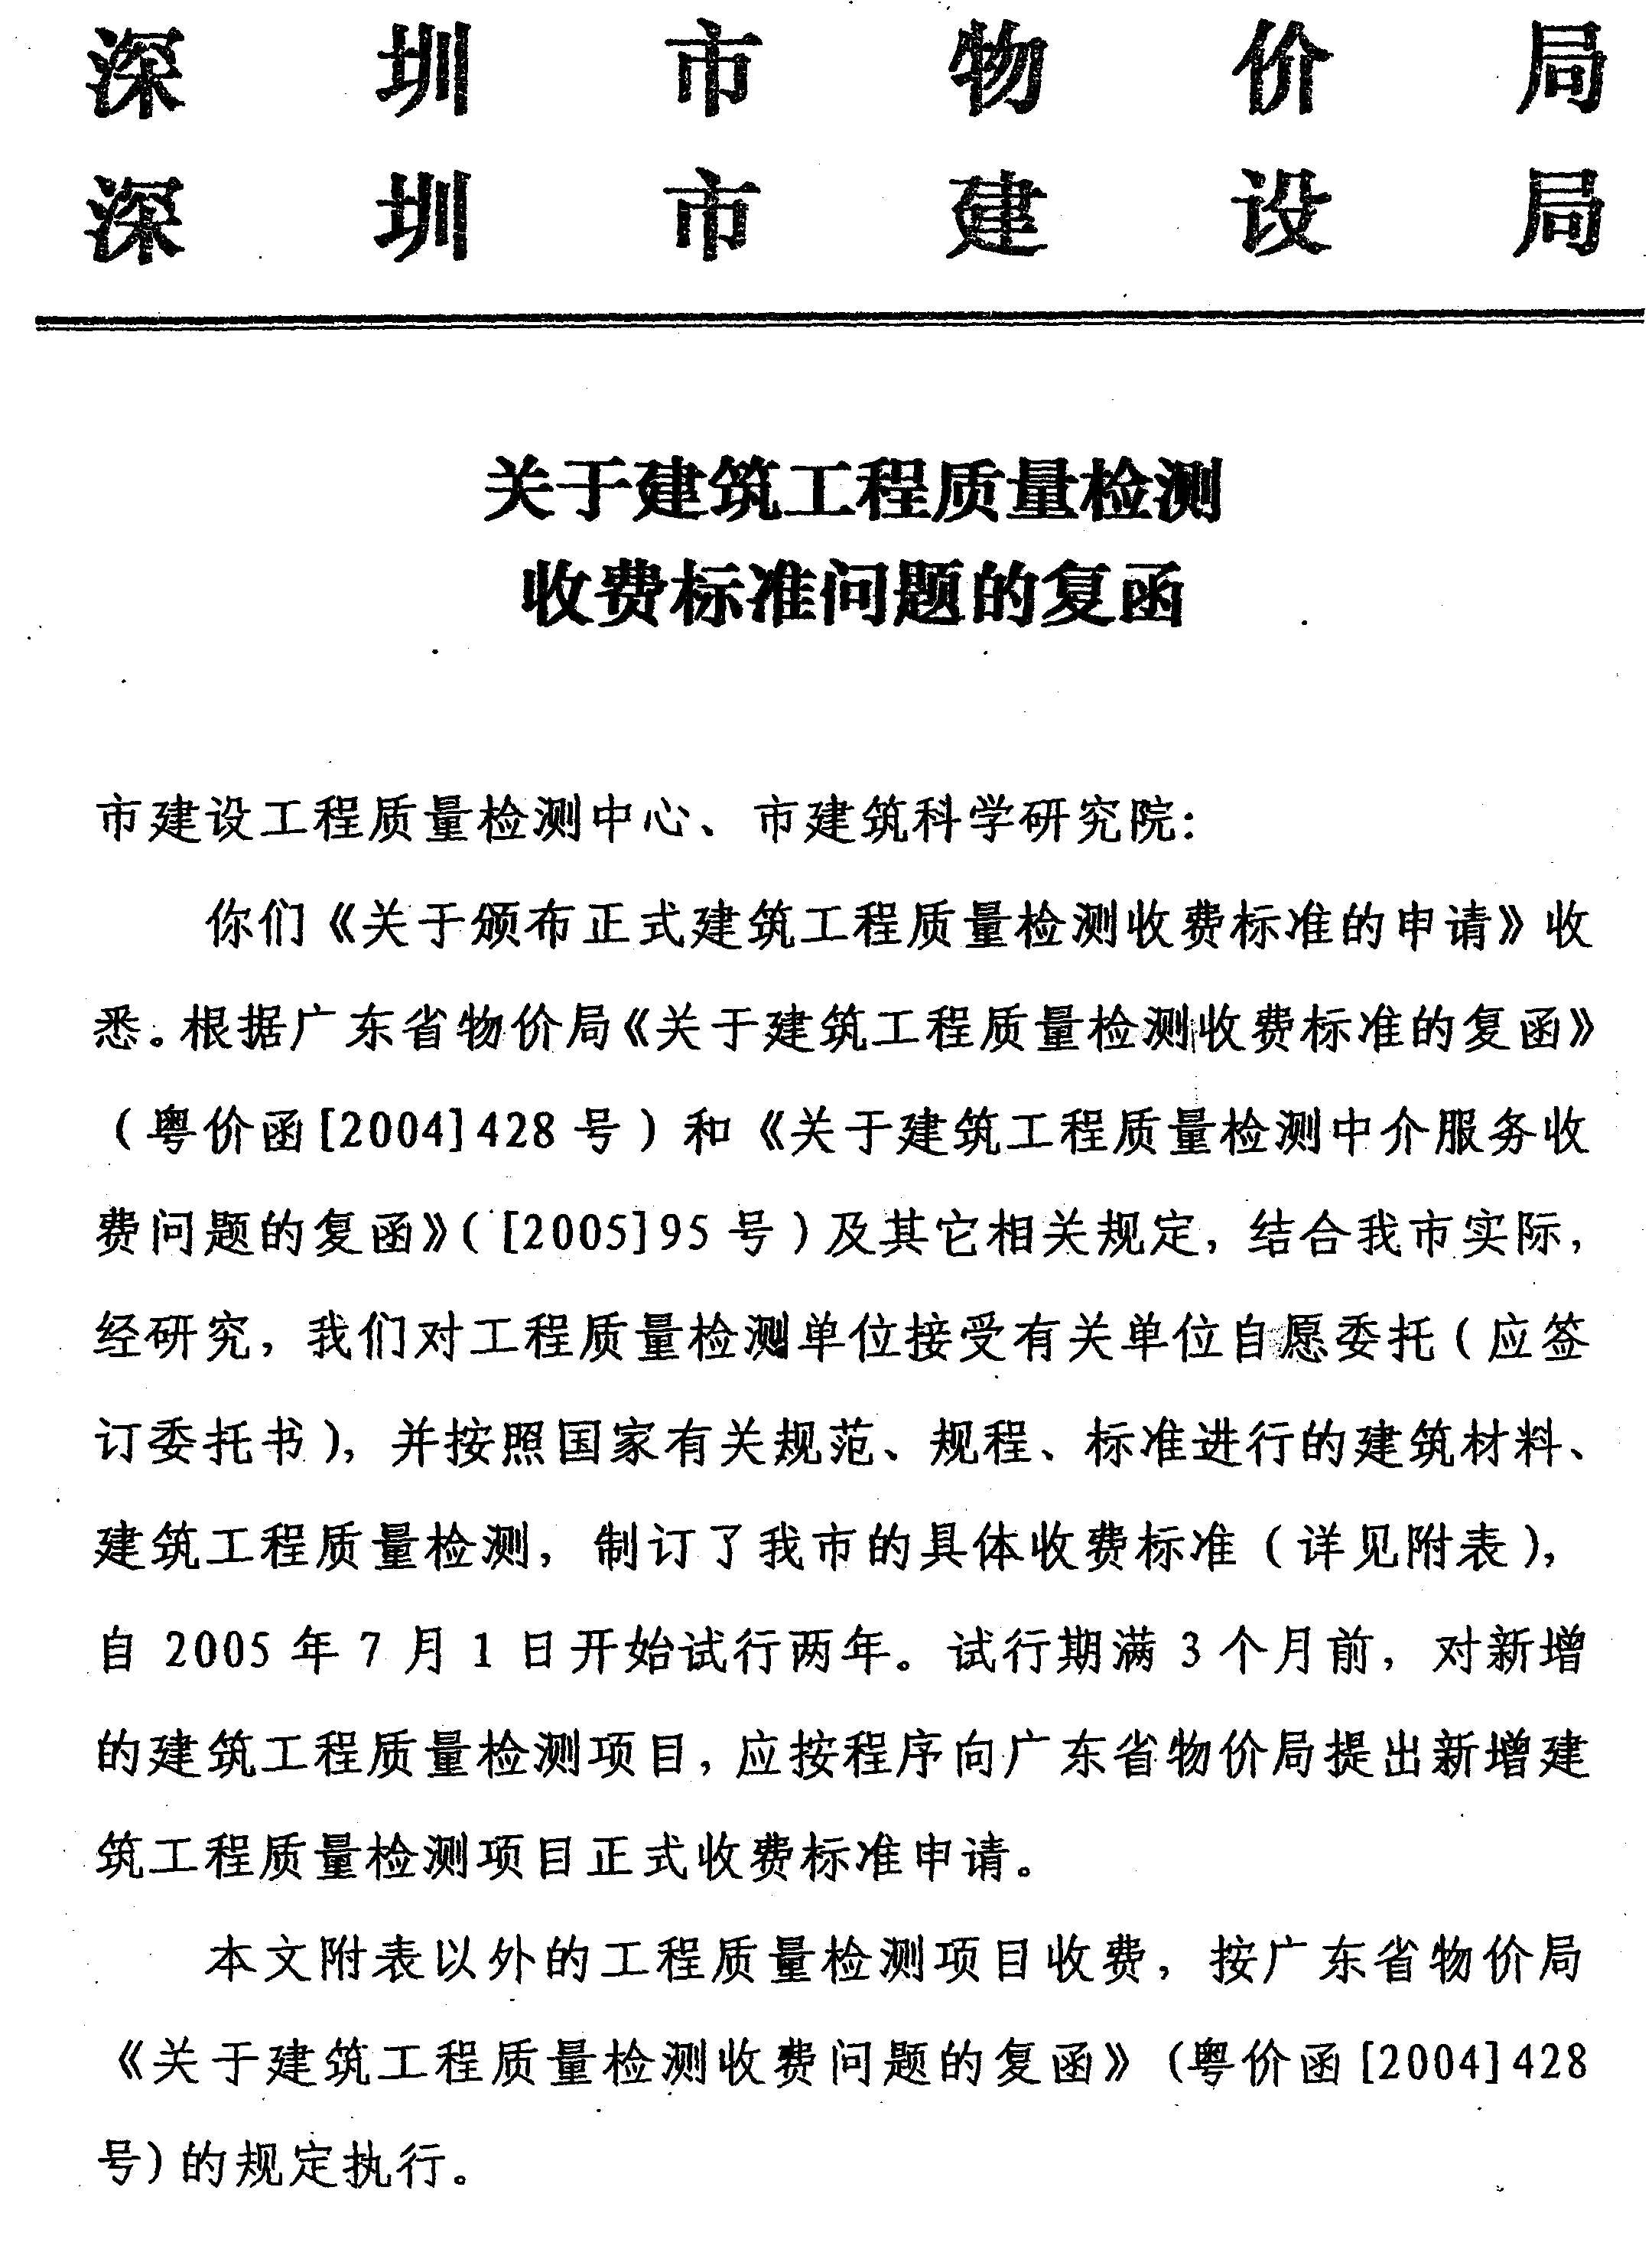 深圳市物价局
深圳市建设局
关于建筑工程质量检测
收费标准问题的复函
市建设工程质量检测中心、市建筑科学研究院:
你们《关于颁布正式建筑工程质量检测收费标准的申请》收
悉。根据广东省物价局《关于建筑工程质量检测收费标准的复函》
（粤价函[2004]428 号）和《关于建筑工程质量检测中介服务收
费问题的复函》（[2005]95 号）及其它相关规定，结合我市实际，
经研究，我们对工程质量检测单位接受有关单位自愿委托（应签
订委托书），并按照国家有关规范、规程、标准进行的建筑材料、
建筑工程质量检测，制订了我市的具体收费标准（详见附表），
自 2005 年 7 月 1 日开始试行两年。试行期满 3 个月前，对新增
的建筑工程质量检测项目，应按程序向广东省物价局提出新增建
筑工程质量检测项目正式收费标准申请。
本文附表以外的工程质量检测项目收费，按广东省物价局
《关于建筑工程质量检测收费问题的复函》（粤价函[2004]428
号）的规定执行。